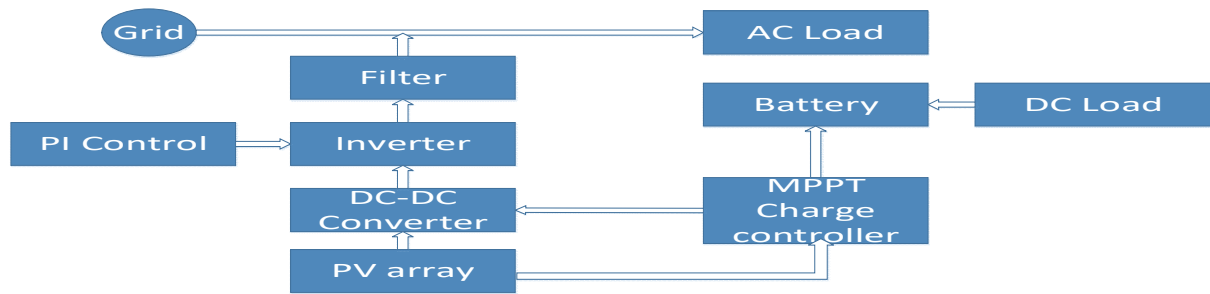 Grid
AC Load
Filter
Battery
DC Load
PI Control
Inverter
DC-DC
Converter
MPPT
Charge
controller
PV array